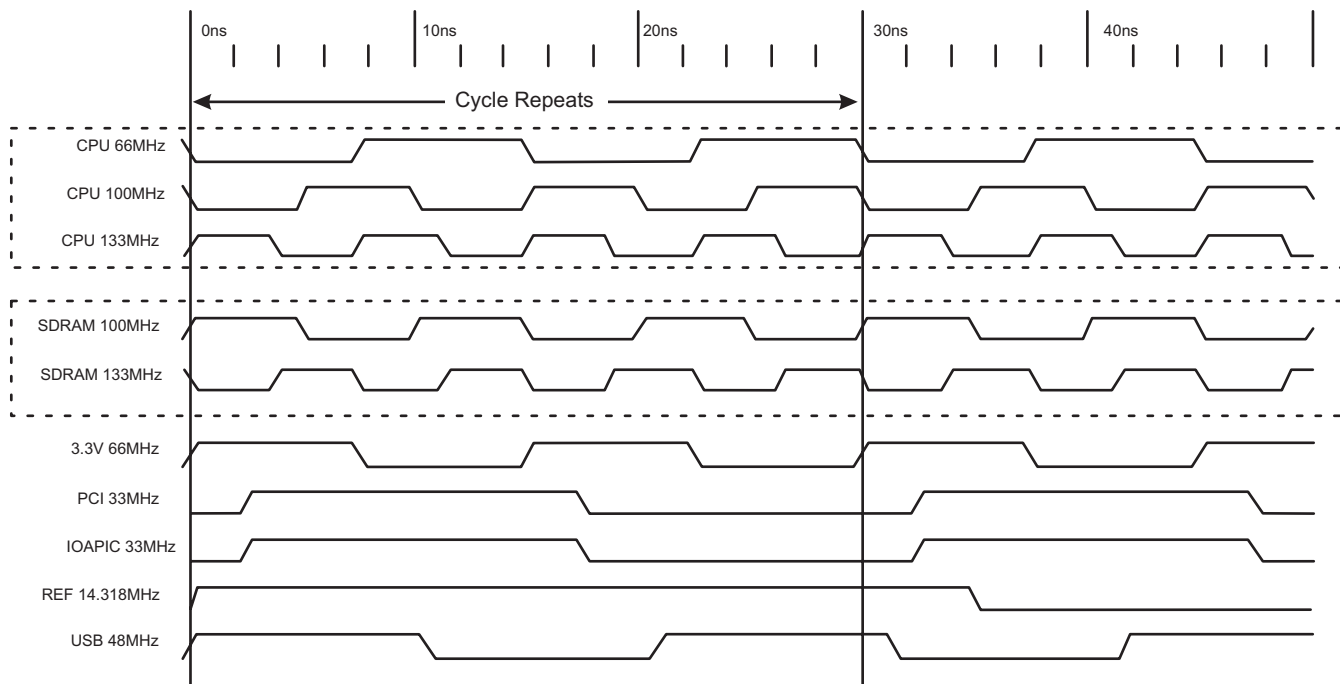 0ns 10ns 20ns 30ns 40ns
Cycle Repeats
CPU 66MHz
CPU 100MHz
CPU 133MHz
SDRAM 100MHz
SDRAM 133MHz
3.3V 66MHz
PCI 33MHz
IOAPIC 33MHz
REF 14.318MHz
USB 48MHz